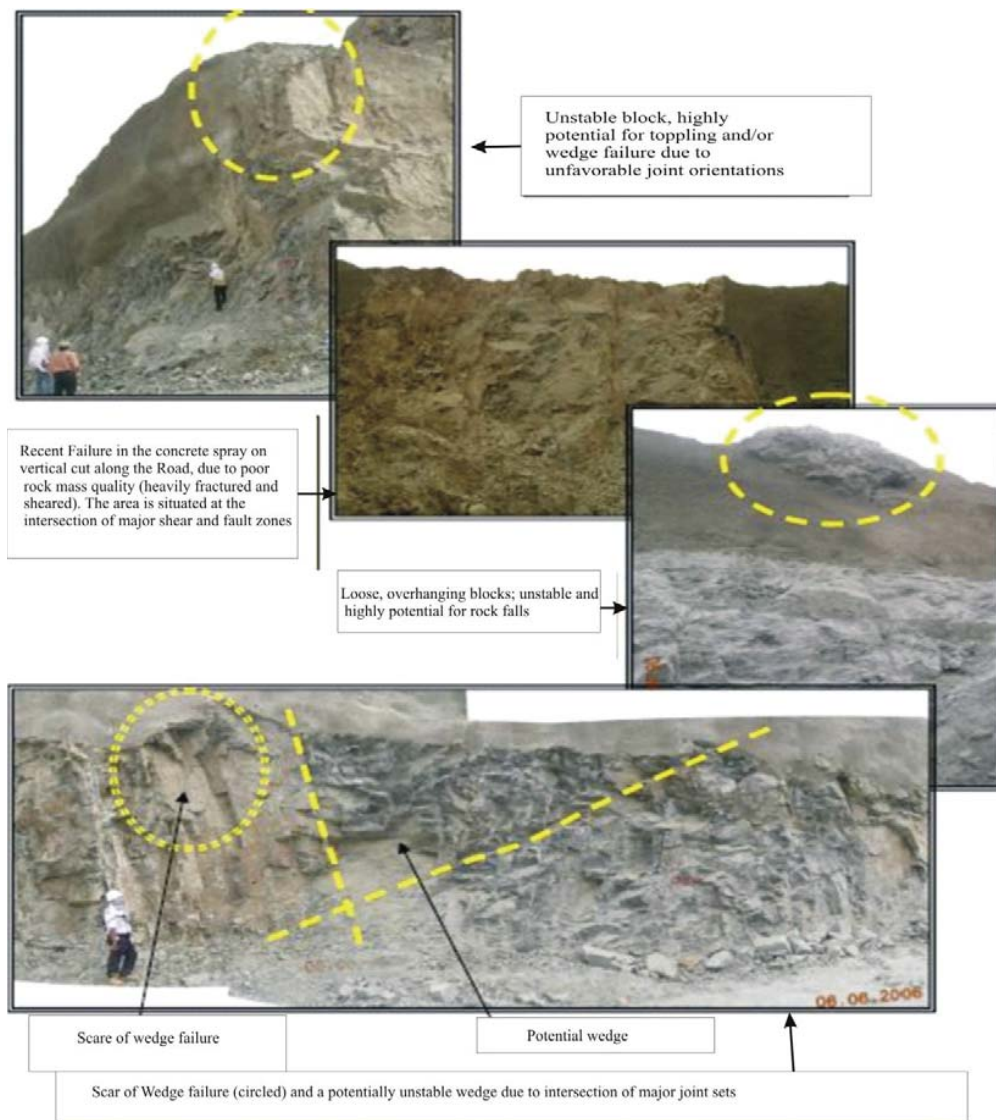 Unstable block, highly
potential for toppling and/or
wedge failure due to
unfavorable joint orientations
Recent Failure in the concrete spray on
vertical cut along the Road, due to poor
rock mass quality (heavily fractured and
sheared). The area is situated at the
intersection of major shear and fault zones
Loose, overhanging blocks; unstable and
highly potential for rock falls
06.06.2006
Scare of wedge failure
Potential wedge
Scar of Wedge failure (circled) and a potentially unstable wedge due to intersection of major joint sets